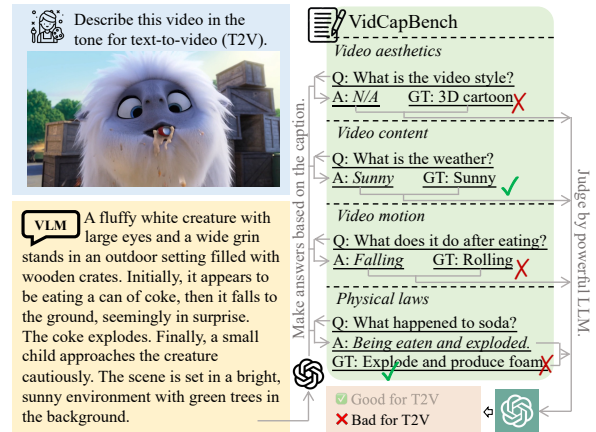 Describe this video in the
tone for text-to-video (T2V).
VLM
A fluffy white creature with
large eyes and a wide grin
stands in an outdoor setting filled with
wooden crates. Initially, it appears to
be eating a can of coke, then it falls to
the ground, seemingly in surprise.
The coke explodes. Finally, a small
child approaches the creature
cautiously. The scene is set in a bright,
sunny environment with green trees in
the background.
Make answers based on the caption.
VidCapBench
Video aesthetics
Q: What is the video style?
A: N/A GT: 3D cartoon
Video content
Q: What is the weather?
A: Sunny GT: Sunny
Video motion
Q: What does it do after eating?
A: Falling GT: Rolling
Physical laws
Q: What happened to soda?
A: Being eaten and exploded.
GT: Explode and produce foam
Judge by powerful LLM.
Good for T2V
Bad for T2V